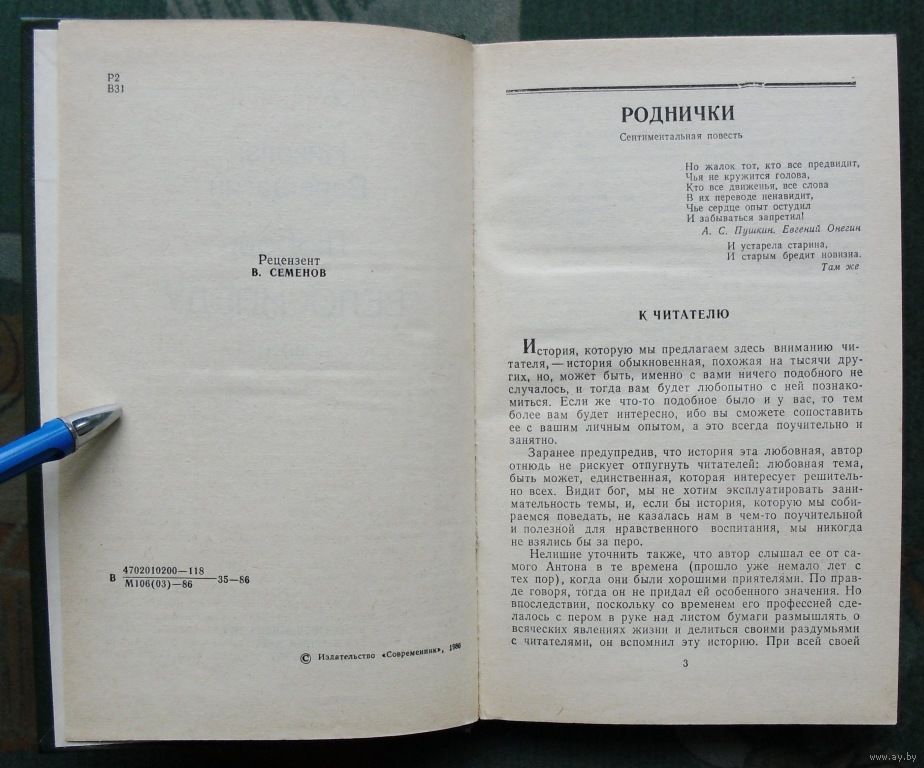 Р2
В31
Рецензент
В. СЕМЕНОВ
В 4702010200—118 35—86
М106(03)—86
© Издательство «Современник», 1986
РОДНИЧКИ
Сентиментальная повесть
Но жалок тот, кто все предвидит,
Чья не кружится голова,
Кто все движенья, все слова
В их переводе ненавидит,
Чье сердце опыт остудил
И забываться запретил!
А. С. Пушкин. Евгений Онегин
И устарела старина,
И старым бредит новизна.
Там же
К ЧИТАТЕЛЮ
История, которую мы предлагаем здесь вниманию чи-
тателя,— история обыкновенная, похожая на тысячи дру-
гих, но, может быть, именно с вами ничего подобного не
случалось, и тогда вам будет любопытно с ней познако-
миться. Если же что-то подобное было и у вас, то тем
более вам будет интересно, ибо вы сможете сопоставить
ее с вашим личным опытом, а это всегда поучительно и
занятно.
Заранее предупредив, что история эта любовная, автор
отнюдь не рискует отпугнуть читателей: любовная тема,
быть может, единственная, которая интересует решитель-
но всех. Видит бог, мы не хотим эксплуатировать зани-
мательность темы и, если бы история, которую мы соби-
раемся поведать, не казалась нам в чем-то поучительной
и полезной для нравственного воспитания, мы никогда
не взялись бы за перо.
Нелишне уточнить также, что автор слышал ее от са-
мого Антона в те времена (прошло уже немало лет с
тех пор), когда они были хорошими приятелями. По прав-
де говоря, тогда он не придал ей особенного значения. Но
впоследствии, поскольку со временем его профессией сде-
лалось с пером в руке над листом бумаги размышлять о
всяческих явлениях жизни и делиться своими раздумьями
с читателями, он вспомнил эту историю. При всей своей
3
www.ay.by